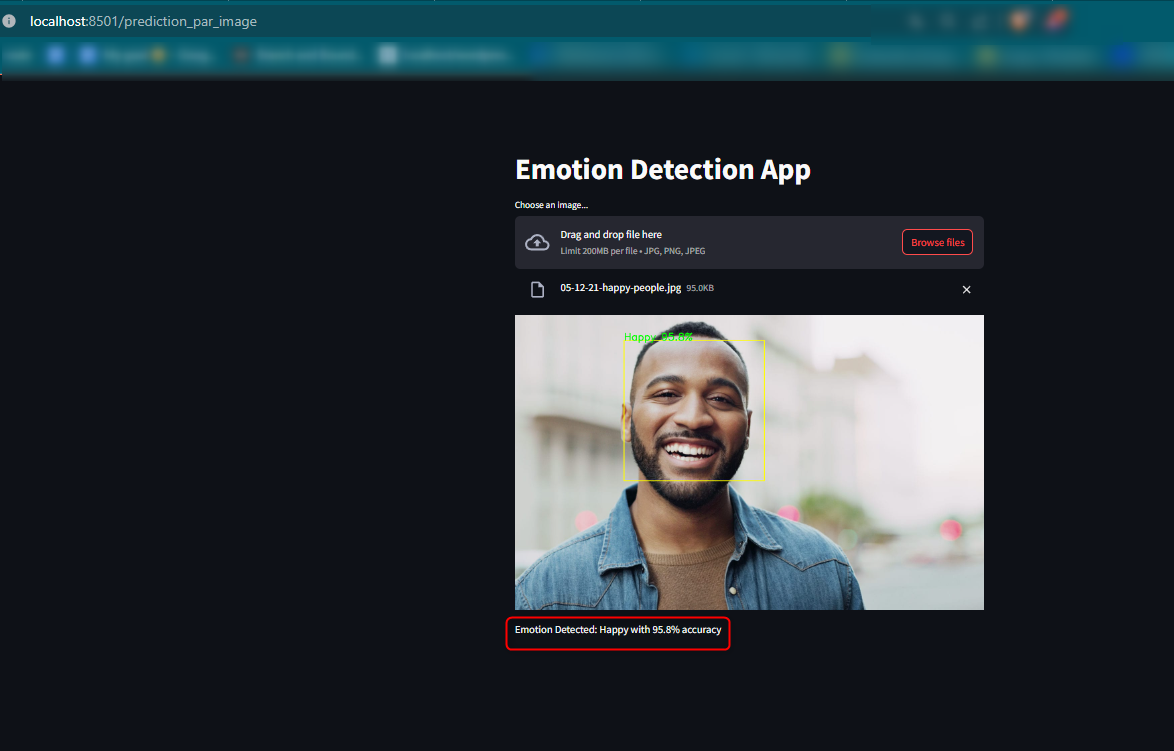 localhost:8501/prediction_par_image
Emotion Detection App
Choose an image...
Drag and drop file here
Limit 200MB per file • JPG, PNG, JPEG
Browse files
05-12-21-happy-people.jpg 95.0KB
Happy: 95.8%
Emotion Detected: Happy with 95.8% accuracy